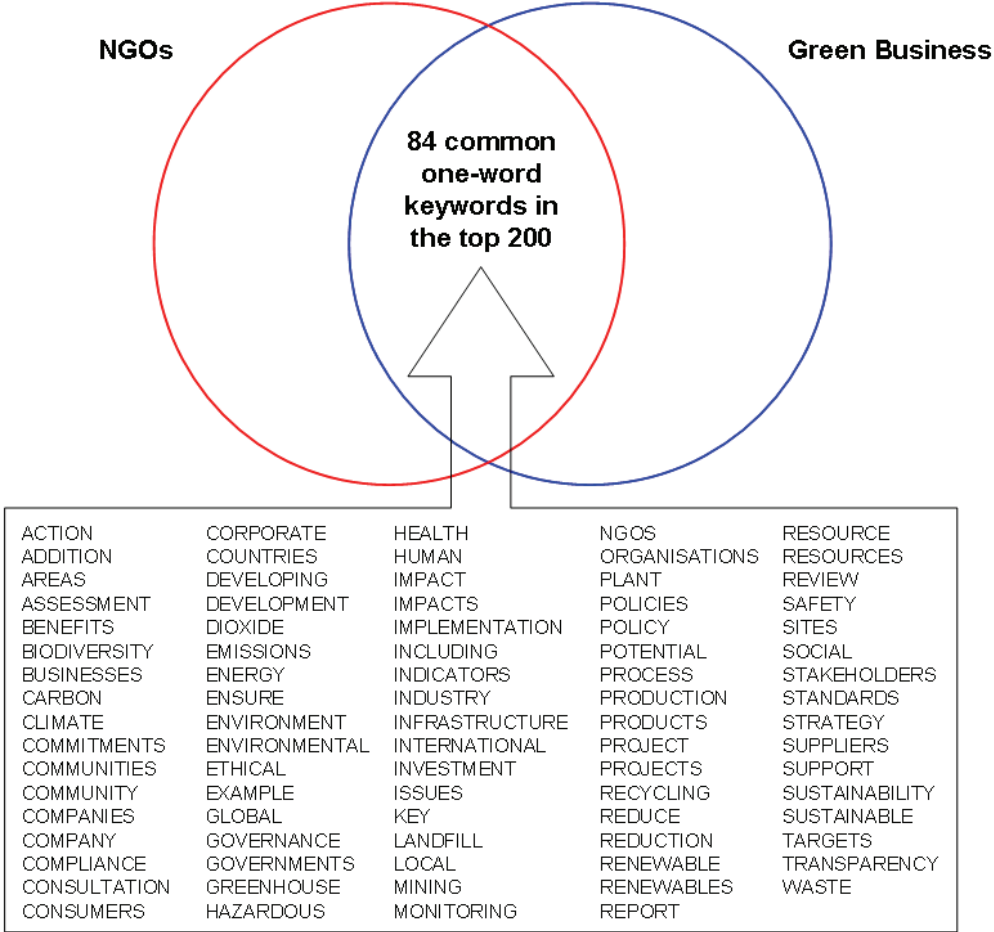 NGOs
Green Business
84 common
one-word
keywords in
the top 200
ACTION
ADDITION
AREAS
ASSESSMENT
BENEFITS
BIODIVERSITY
BUSINESSES
CARBON
CLIMATE
COMMITMENTS
COMMUNITIES
COMMUNITY
COMPANIES
COMPANY
COMPLIANCE
CONSULTATION
CONSUMERS
CORPORATE
COUNTRIES
DEVELOPING
DEVELOPMENT
DIOXIDE
EMISSIONS
ENERGY
ENSURE
ENVIRONMENT
ENVIRONMENTAL
ETHICAL
EXAMPLE
GLOBAL
GOVERNANCE
GOVERNMENTS
GREENHOUSE
HAZARDOUS
HEALTH
HUMAN
IMPACT
IMPACTS
IMPLEMENTATION
INCLUDING
INDICATORS
INDUSTRY
INFRASTRUCTURE
INTERNATIONAL
INVESTMENT
ISSUES
KEY
LANDFILL
LOCAL
MINING
MONITORING
NGOS
ORGANISATIONS
PLANT
POLICIES
POLICY
POTENTIAL
PROCESS
PRODUCTION
PRODUCTS
PROJECT
PROJECTS
RECYCLING
REDUCE
REDUCTION
RENEWABLE
RENEWABLES
REPORT
RESOURCE
RESOURCES
REVIEW
SAFETY
SITES
SOCIAL
STAKEHOLDERS
STANDARDS
STRATEGY
SUPPLIERS
SUPPORT
SUSTAINABILITY
SUSTAINABLE
TARGETS
TRANSPARENCY
WASTE